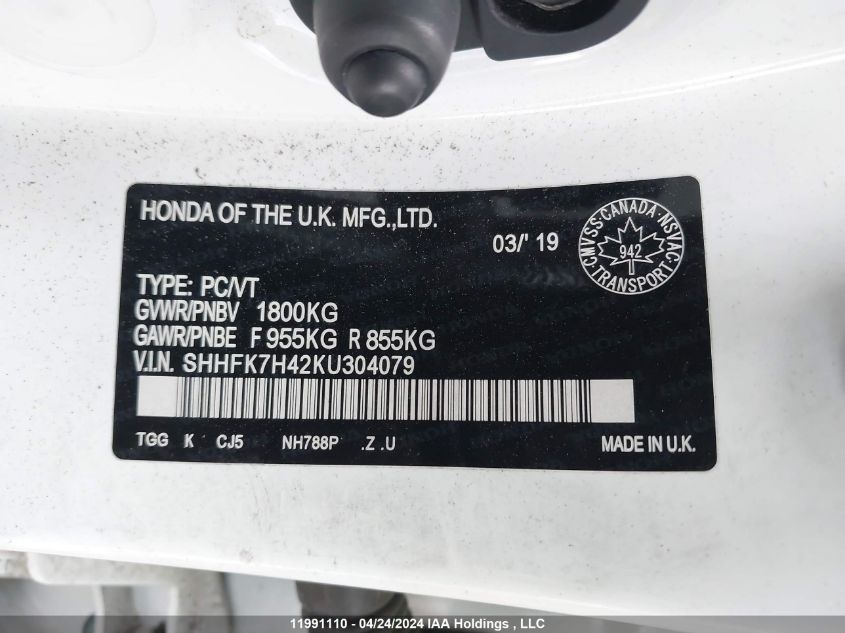 HONDA OF THE U.K. MFG.,LTD.
03/' 19
CMVSS·CANADA·NSVAC
942
TRANSPORT
TYPE: PC/VT
GVWR/PNBV 1800KG
GAWR/PNBE F 955KG R 855KG
V.I.N. SHHFK7H42KU304079
TGG K CJ5 NH788P .Z .U
MADE IN U.K.
11991110 - 04/24/2024 IAA Holdings , LLC